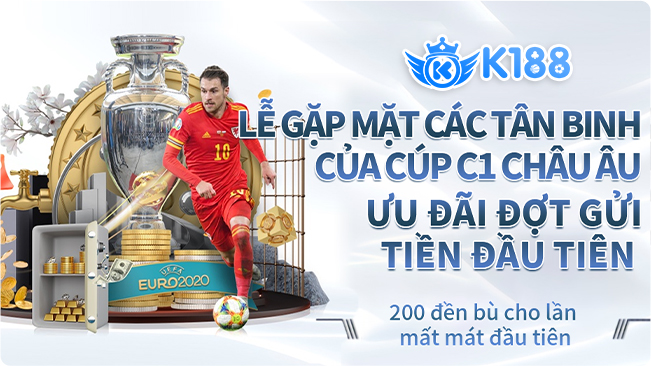 K188
LỄ GẶP MẶT CÁC TÂN BINH
CỦA CÚP C1 CHÂU ÂU
ƯU ĐÃI ĐỢT GỬI
TIỀN ĐẦU TIÊN
10
UEFA
EURO2020
200 đền bù cho lần
mất mát đầu tiên